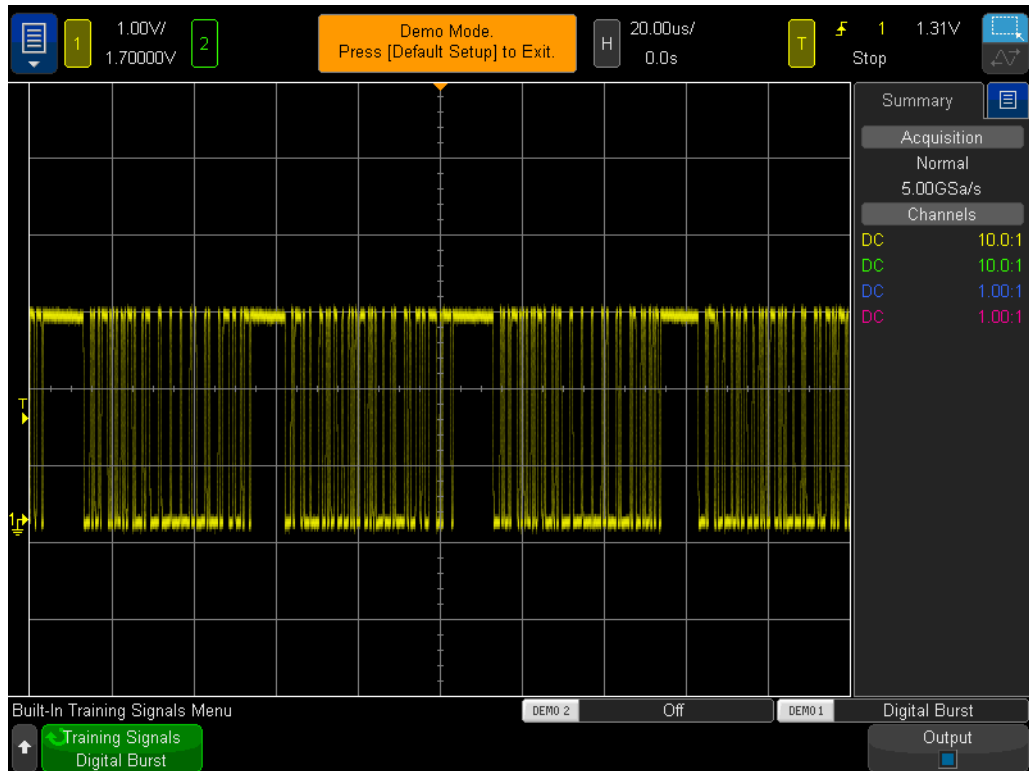 1
1.00V/
1.70000V
2
Demo Mode.
Press [Default Setup] to Exit.
H
20.00us/
0.0s
T
1
1.31V
Stop
Summary
Acquisition
Normal
5.00GSa/s
Channels
DC 10.0:1
DC 10.0:1
DC 1.00:1
DC 1.00:1
T
1
Built-In Training Signals Menu
DEMO 2
Off
DEMO 1
Digital Burst
Training Signals
Digital Burst
Output